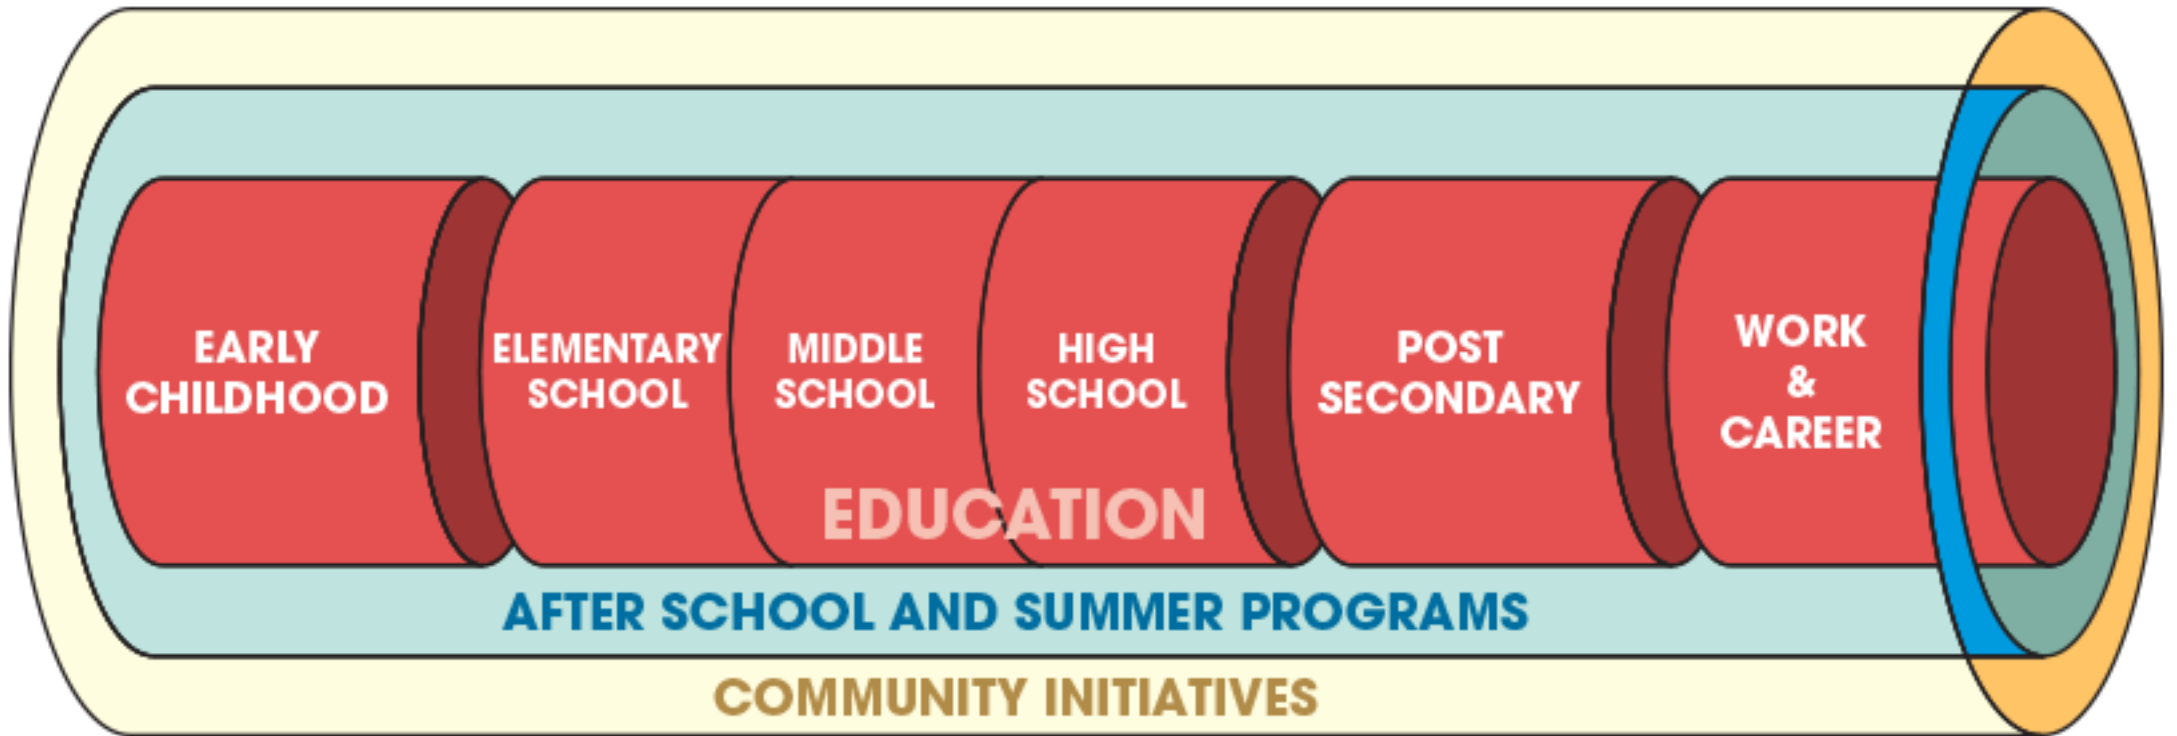 EARLY
CHILDHOOD
ELEMENTARY
SCHOOL
MIDDLE
SCHOOL
HIGH
SCHOOL
POST
SECONDARY
WORK
&
CAREER
EDUCATION
AFTER SCHOOL AND SUMMER PROGRAMS
COMMUNITY INITIATIVES